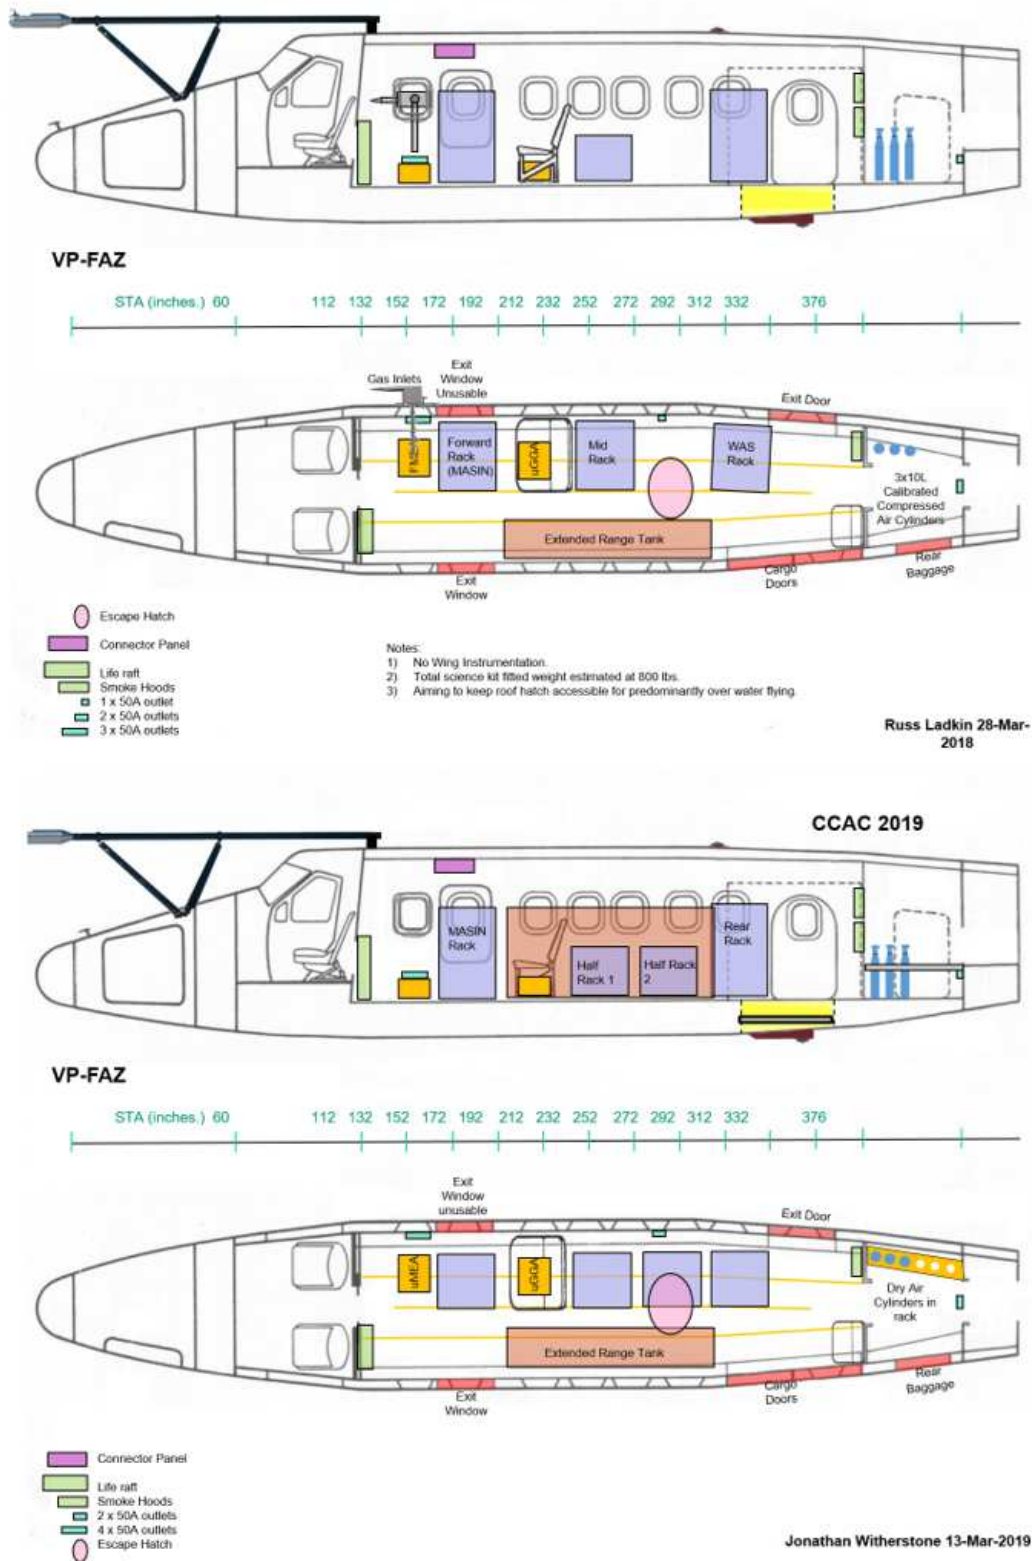 VP-FAZ
STA (inches.) 60 112 132 152 172 192 212 232 252 272 292 312 332 376
Exit
Window
Unusable
Gas Inlets
Exit Door
Forward
Rack
(MASIN)
uGGA
Mid
Rack
WAS
Rack
3x10L
Calibrated
Compressed
Air Cylinders
Extended Range Tank
Exit
Window
Cargo
Doors
Rear
Baggage
Escape Hatch
Connector Panel
Life raft
Smoke Hoods
1 x 50A outlet
2 x 50A outlets
3 x 50A outlets
Notes:
1) No Wing Instrumentation.
2) Total science kit fitted weight estimated at 800 lbs.
3) Aiming to keep roof hatch accessible for predominantly over water flying.
Russ Ladkin 28-Mar-
2018
CCAC 2019
MASIN
Rack
Half
Rack 1
Half Rack
2
Rear
Rack
VP-FAZ
STA (inches.) 60 112 132 152 172 192 212 232 252 272 292 312 332 376
Exit
Window
unusable
Exit Door
uMEA
uGGA
Dry Air
Cylinders in
rack
Extended Range Tank
Exit
Window
Cargo
Doors
Rear
Baggage
Connector Panel
Life raft
Smoke Hoods
2 x 50A outlets
4 x 50A outlets
Escape Hatch
Jonathan Witherstone 13-Mar-2019